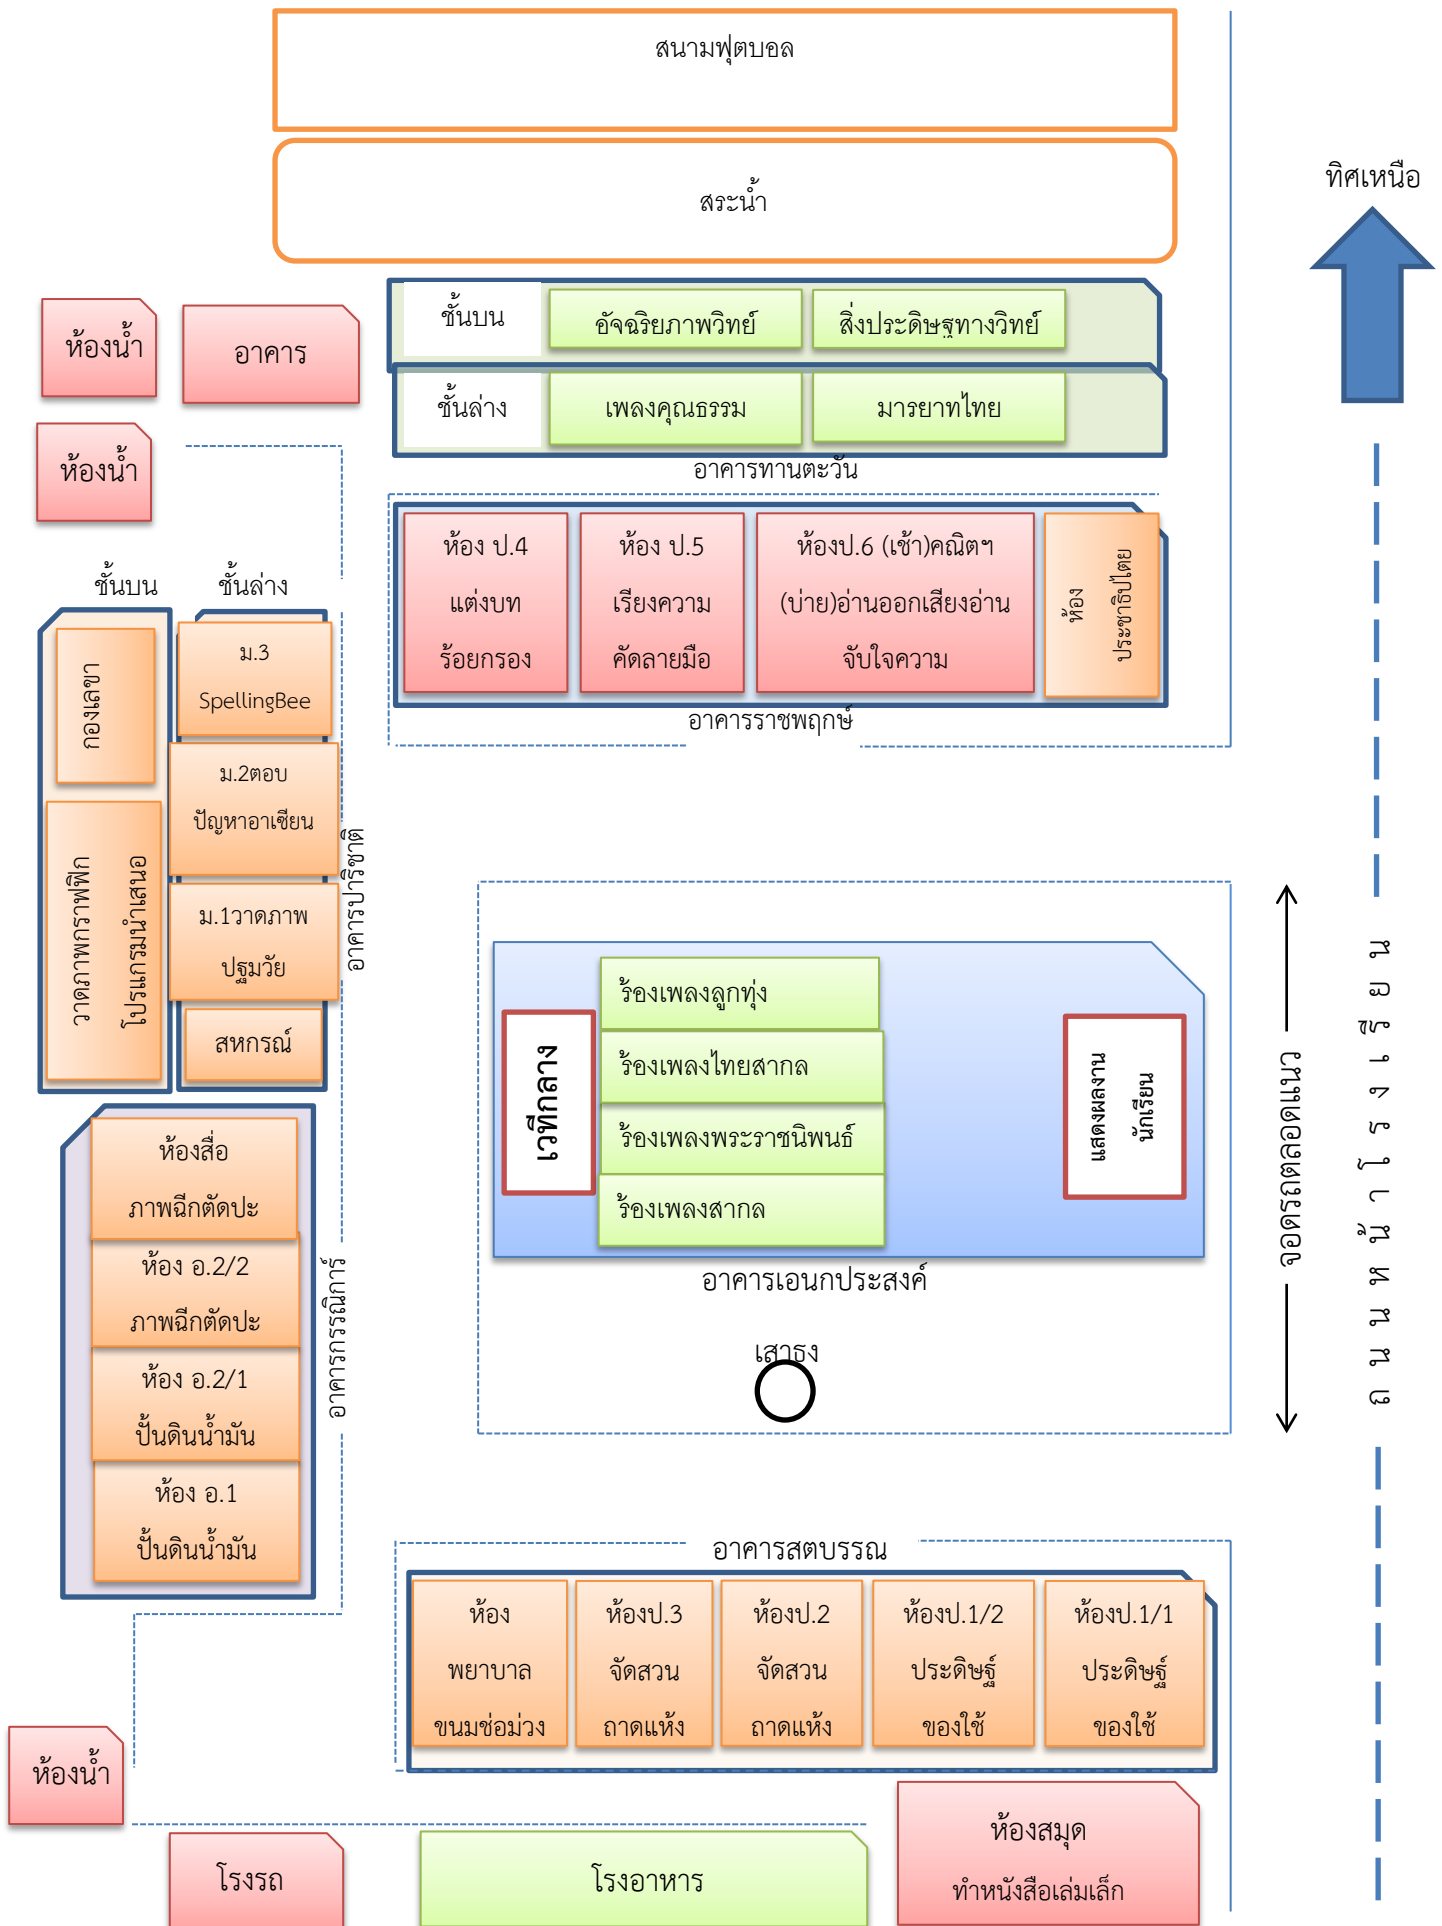 สนามฟุตบอล
สระน้ำ
ทิศเหนือ
ห้องน้ำ
อาคาร
ชั้นบน
อัจฉริยภาพวิทย์
สิ่งประดิษฐทางวิทย์
ชั้นล่าง
เพลงคุณธรรม
มารยาทไทย
อาคารทานตะวัน
ห้องน้ำ
ห้อง ป.4
แต่งบท
ร้อยกรอง
ห้อง ป.5
เรียงความ
คัดลายมือ
ห้องป.6 (เช้า)คณิตฯ
(บ่าย)อ่านออกเสียงอ่าน
จับใจความ
ห้อง
ประชาธิปไตย
อาคารราชพฤกษ์
ชั้นบน
ชั้นล่าง
กองเลขา
วาดภาพกราฟฟิก
โปรแกรมนำเสนอ
ม.3
SpellingBee
ม.2ตอบ
ปัญหาอาเซียน
ม.1วาดภาพ
ปฐมวัย
สหกรณ์
อาคารปาริชาต
เวทีกลาง
ร้องเพลงลูกทุ่ง
ร้องเพลงไทยสากล
ร้องเพลงพระราชนิพนธ์
ร้องเพลงสากล
แสดงผลงาน
นักเรียน
อาคารเอนกประสงค์
เสาธง
จอดรถตลอดแนว
ถนนหน้าโรงเรียน
ห้องสื่อ
ภาพฉีกตัดปะ
ห้อง อ.2/2
ภาพฉีกตัดปะ
ห้อง อ.2/1
ปั้นดินน้ำมัน
ห้อง อ.1
ปั้นดินน้ำมัน
อาคารกรรณิการ์
อาคารสตบรรณ
ห้อง
พยาบาล
ขนมช่อม่วง
ห้องป.3
จัดสวน
ถาดแห้ง
ห้องป.2
จัดสวน
ถาดแห้ง
ห้องป.1/2
ประดิษฐ์
ของใช้
ห้องป.1/1
ประดิษฐ์
ของใช้
ห้องน้ำ
โรงรถ
โรงอาหาร
ห้องสมุด
ทำหนังสือเล่มเล็ก